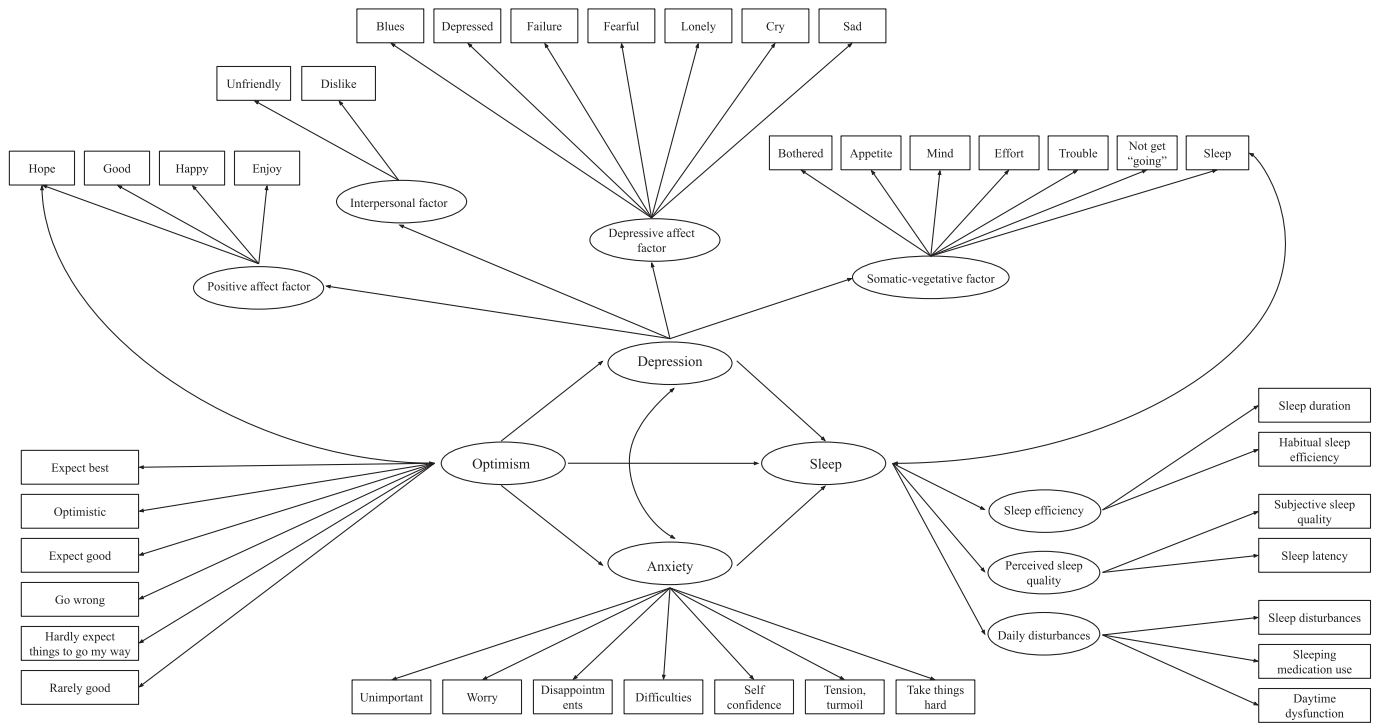 Blues
Depressed
Failure
Fearful
Lonely
Cry
Sad
Unfriendly
Dislike
Bothered
Appetite
Mind
Effort
Trouble
Not get
“going”
Sleep
Hope
Good
Happy
Enjoy
Interpersonal factor
Depressive affect
factor
Somatic-vegetative factor
Positive affect factor
Depression
Optimism
Sleep
Anxiety
Expect best
Optimistic
Expect good
Go wrong
Hardly expect
things to go my way
Rarely good
Sleep efficiency
Perceived sleep
quality
Daily disturbances
Sleep duration
Habitual sleep
efficiency
Subjective sleep
quality
Sleep latency
Sleep disturbances
Sleeping
medication use
Daytime
dysfunction
Unimportant
Worry
Disappointm
ents
Difficulties
Self
confidence
Tension,
turmoil
Take things
hard